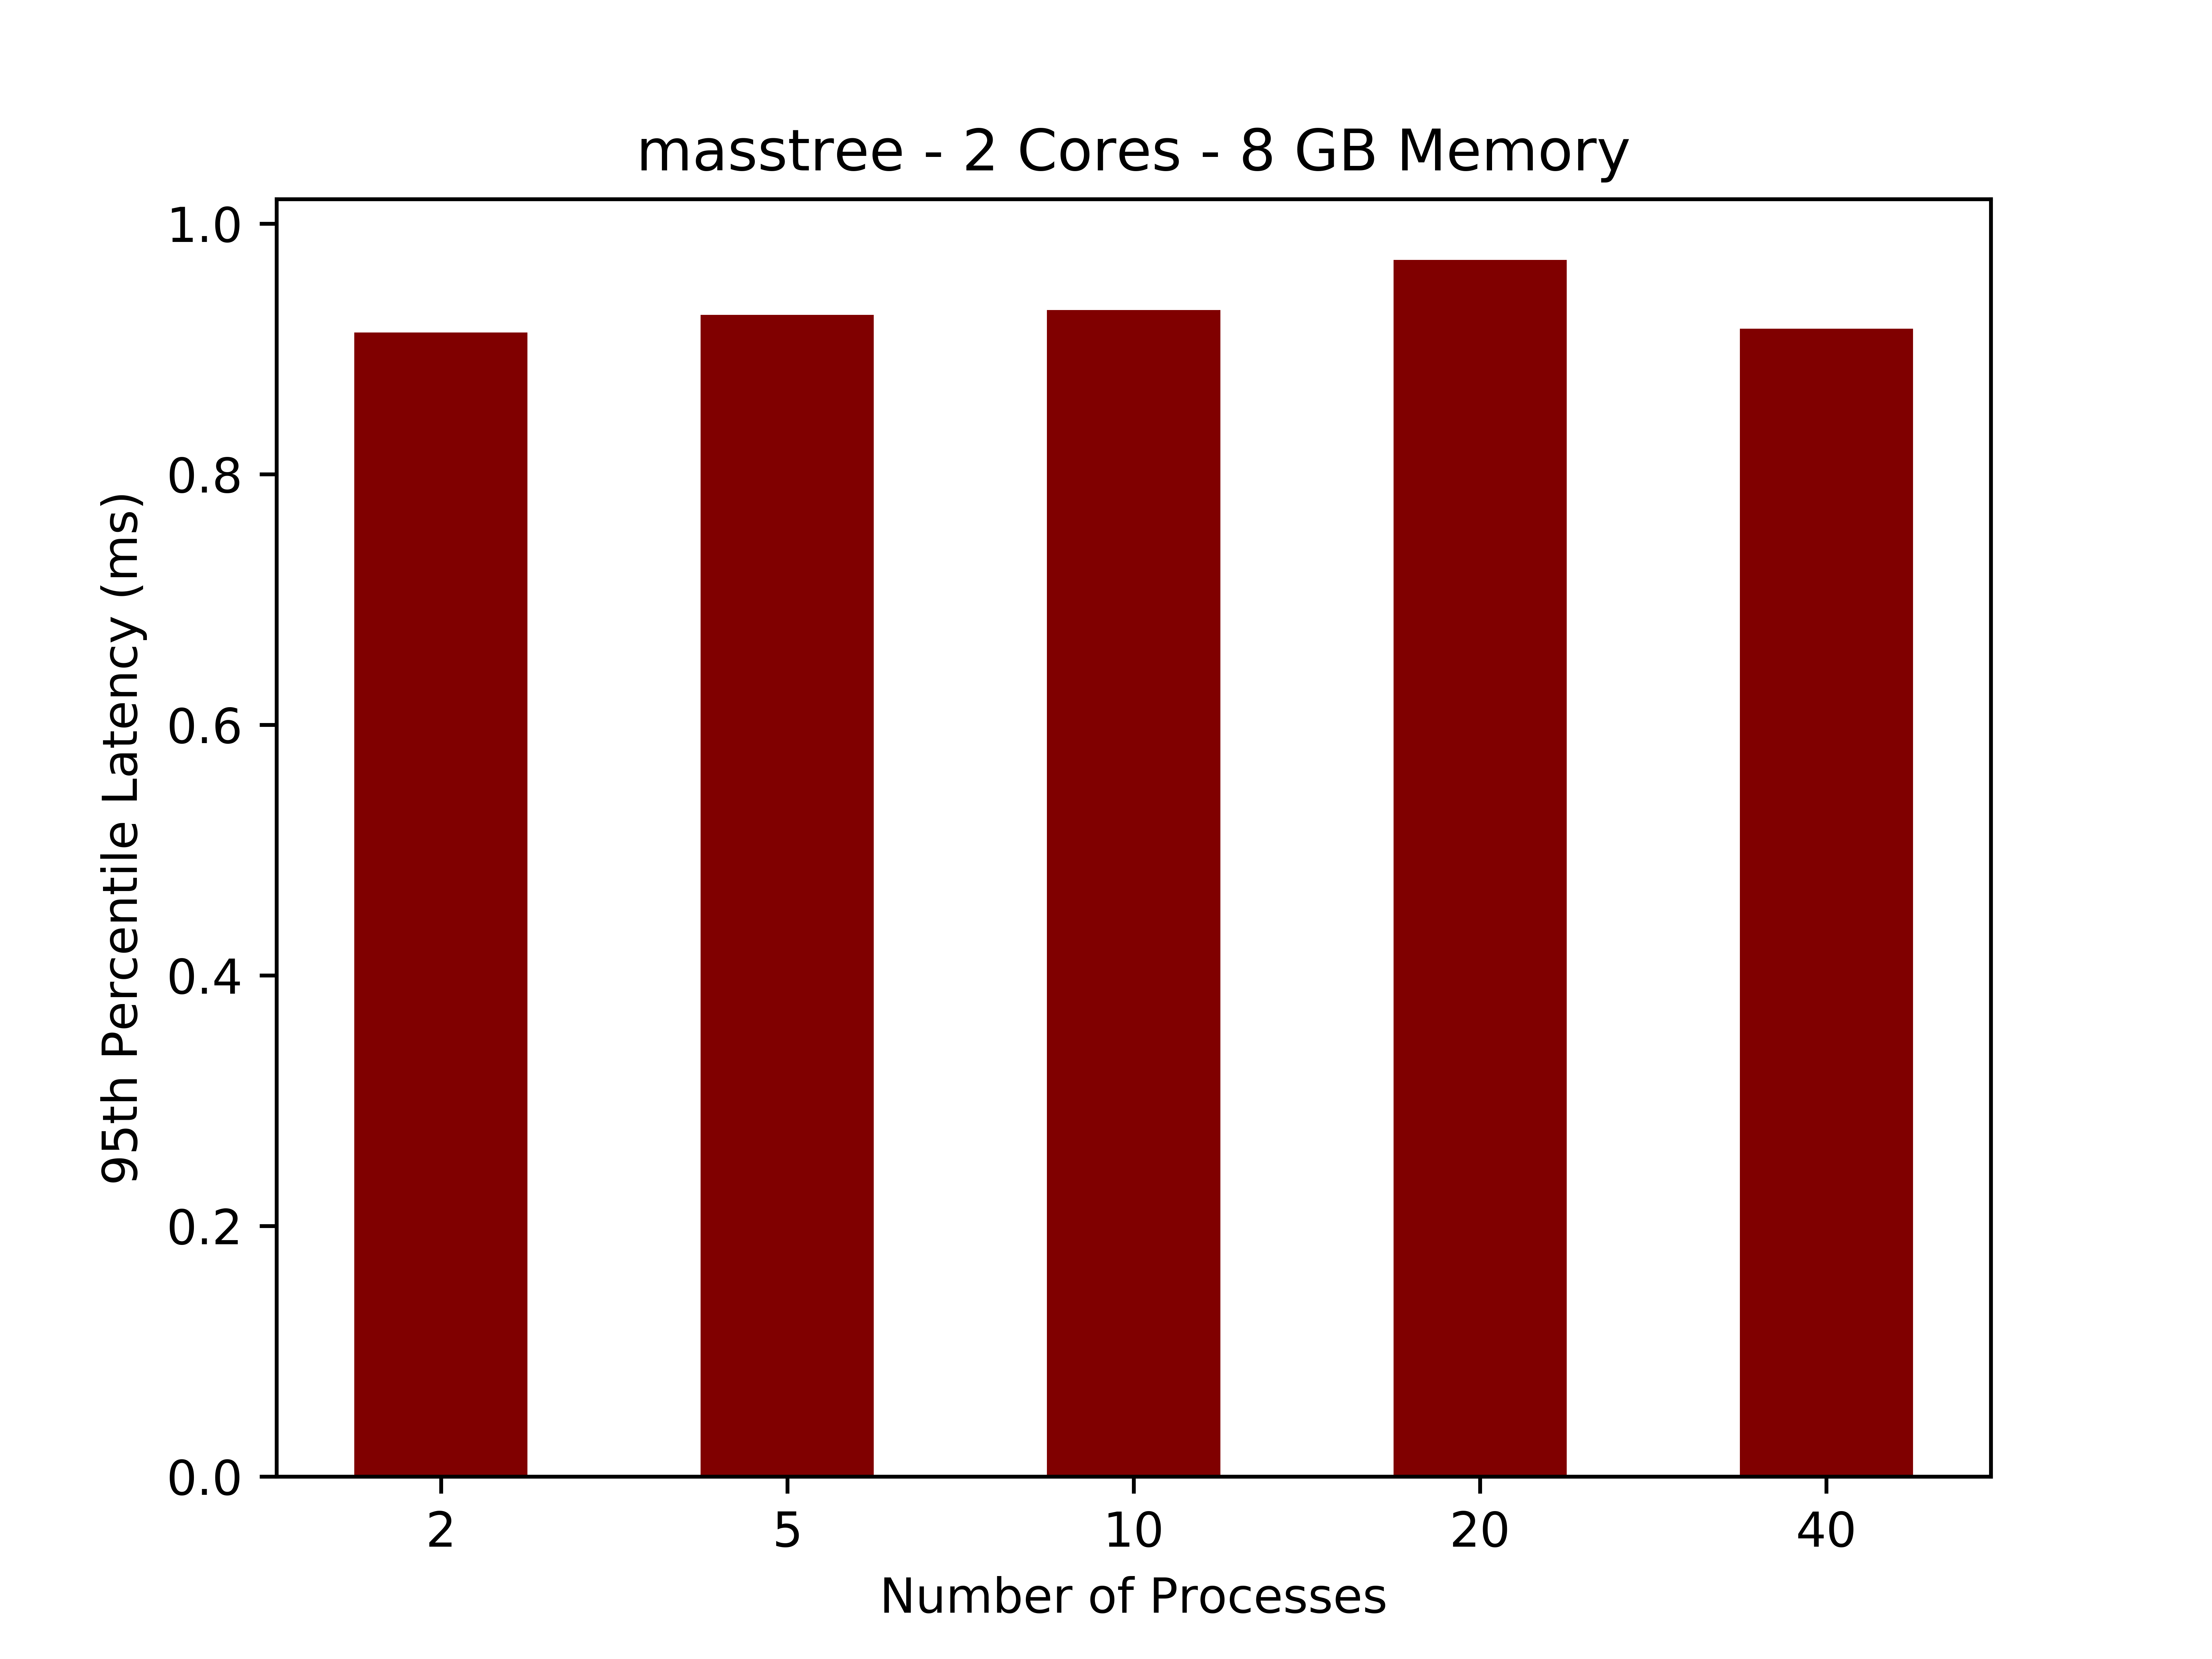 masstree - 2 Cores - 8 GB Memory
95th Percentile Latency (ms)
1.0
0.8
0.6
0.4
0.2
0.0
2 5 10 20 40
Number of Processes